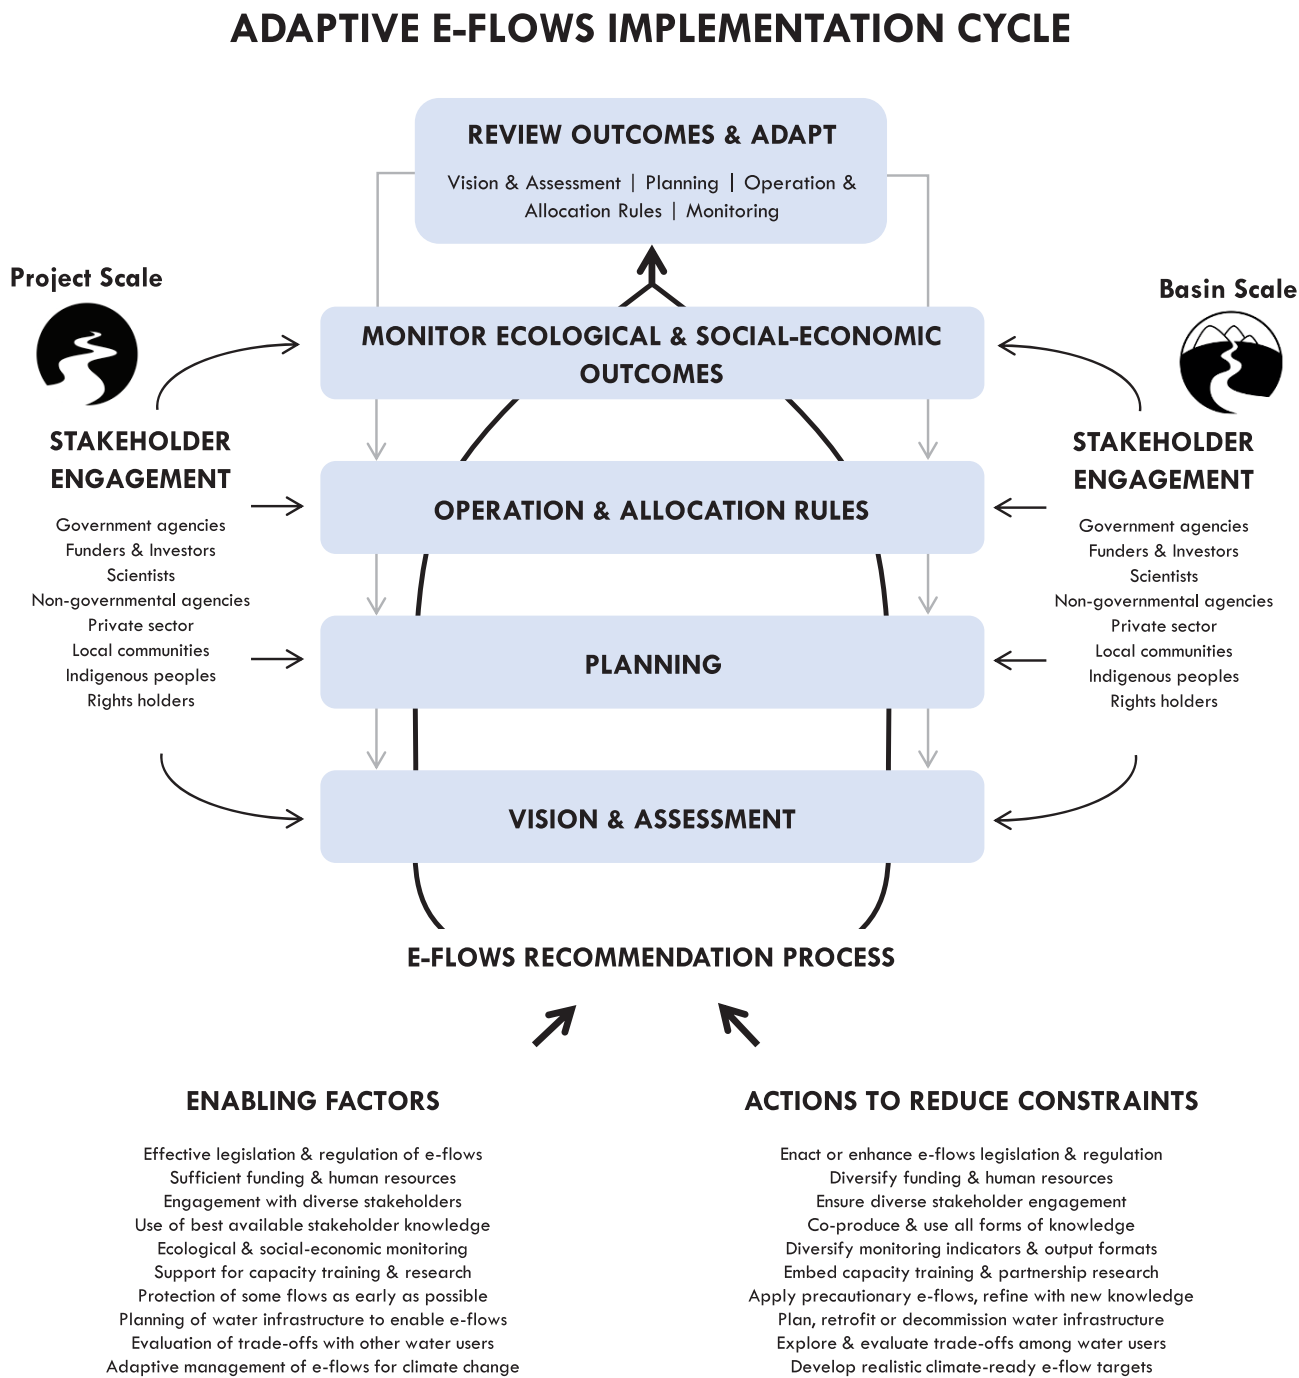 ADAPTIVE E-FLOWS IMPLEMENTATION CYCLE
REVIEW OUTCOMES & ADAPT
Vision & Assessment | Planning | Operation &
Allocation Rules | Monitoring
Project Scale
Basin Scale
MONITOR ECOLOGICAL & SOCIAL-ECONOMIC
OUTCOMES
STAKEHOLDER
ENGAGEMENT
Government agencies
Funders & Investors
Scientists
Non-governmental agencies
Private sector
Local communities
Indigenous peoples
Rights holders
STAKEHOLDER
ENGAGEMENT
Government agencies
Funders & Investors
Scientists
Non-governmental agencies
Private sector
Local communities
Indigenous peoples
Rights holders
OPERATION & ALLOCATION RULES
PLANNING
VISION & ASSESSMENT
E-FLOWS RECOMMENDATION PROCESS
ENABLING FACTORS
Effective legislation & regulation of e-flows
Sufficient funding & human resources
Engagement with diverse stakeholders
Use of best available stakeholder knowledge
Ecological & social-economic monitoring
Support for capacity training & research
Protection of some flows as early as possible
Planning of water infrastructure to enable e-flows
Evaluation of trade-offs with other water users
Adaptive management of e-flows for climate change
ACTIONS TO REDUCE CONSTRAINTS
Enact or enhance e-flows legislation & regulation
Diversify funding & human resources
Ensure diverse stakeholder engagement
Co-produce & use all forms of knowledge
Diversify monitoring indicators & output formats
Embed capacity training & partnership research
Apply precautionary e-flows, refine with new knowledge
Plan, retrofit or decommission water infrastructure
Explore & evaluate trade-offs among water users
Develop realistic climate-ready e-flow targets